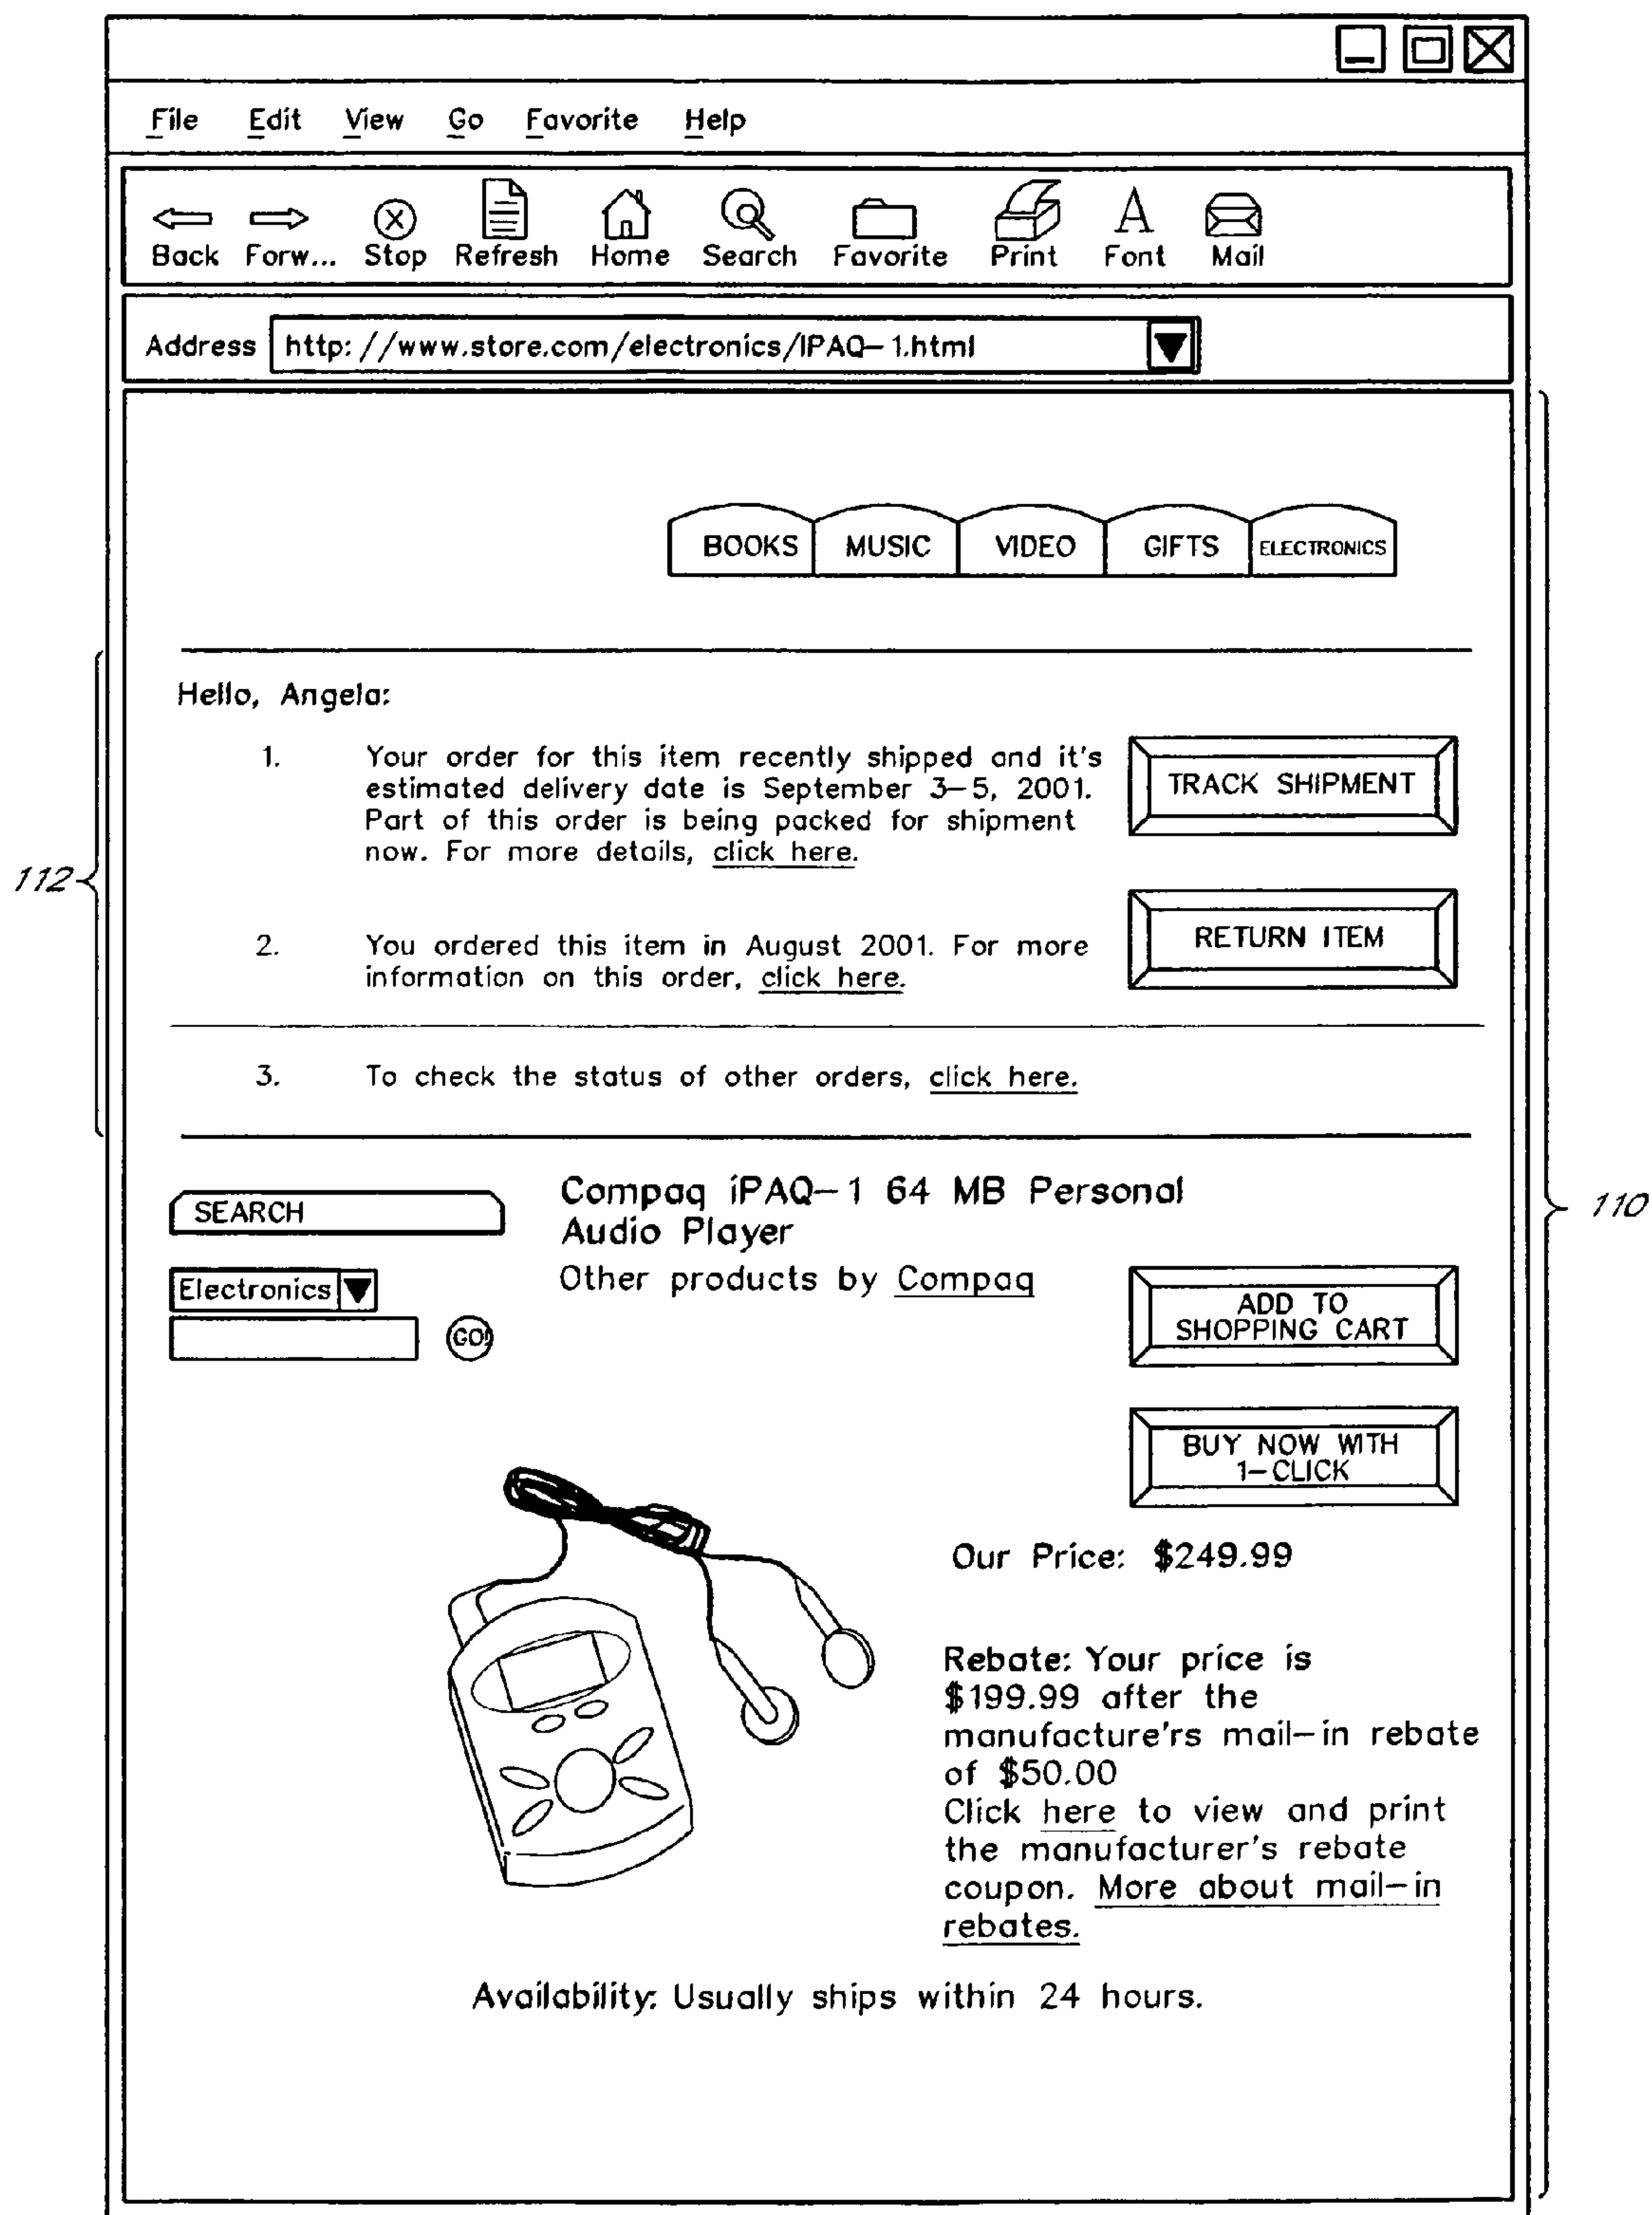 File Edit View Go Favorite Help
Back Forw... Stop Refresh Home Search Favorite Print Font Mail
Address http: //www.store.com/electronics/IPAQ-1.html
BOOKS MUSIC VIDEO GIFTS ELECTRONICS
Hello, Angela:
1. Your order for this item recently shipped and it's
estimated delivery date is September 3-5, 2001.
Part of this order is being packed for shipment
now. For more details, click here.
TRACK SHIPMENT
112
2. You ordered this item in August 2001. For more
information on this order, click here.
RETURN ITEM
3. To check the status of other orders, click here.
110
SEARCH
Electronics
GO!
Compaq iPAQ-1 64 MB Personal
Audio Player
Other products by Compaq
ADD TO
SHOPPING CART
BUY NOW WITH
1-CLICK
Our Price: $249.99
Rebate: Your price is
$199.99 after the
manufacture'rs mail-in rebate
of $50.00
Click here to view and print
the manufacturer's rebate
coupon. More about mail-in
rebates.
Availability: Usually ships within 24 hours.